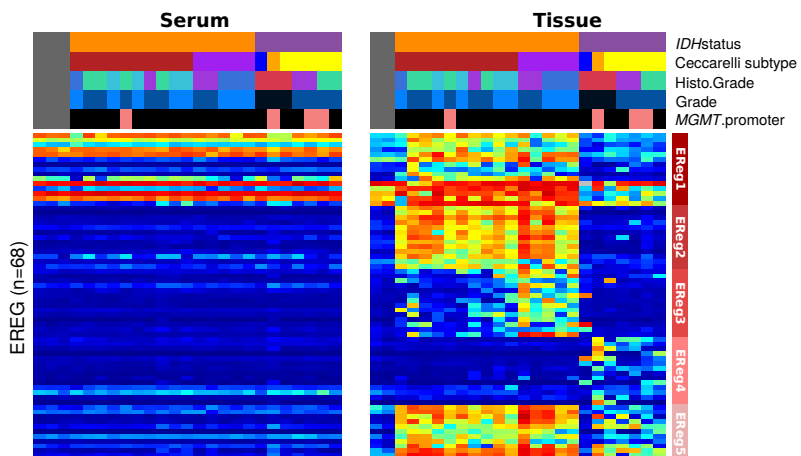 Serum
Tissue
IDHstatus
Ceccarelli subtype
Histo.Grade
Grade
MGMT.promoter
EREG (n=68)
EReg1
EReg2
EReg3
EReg4
EReg5